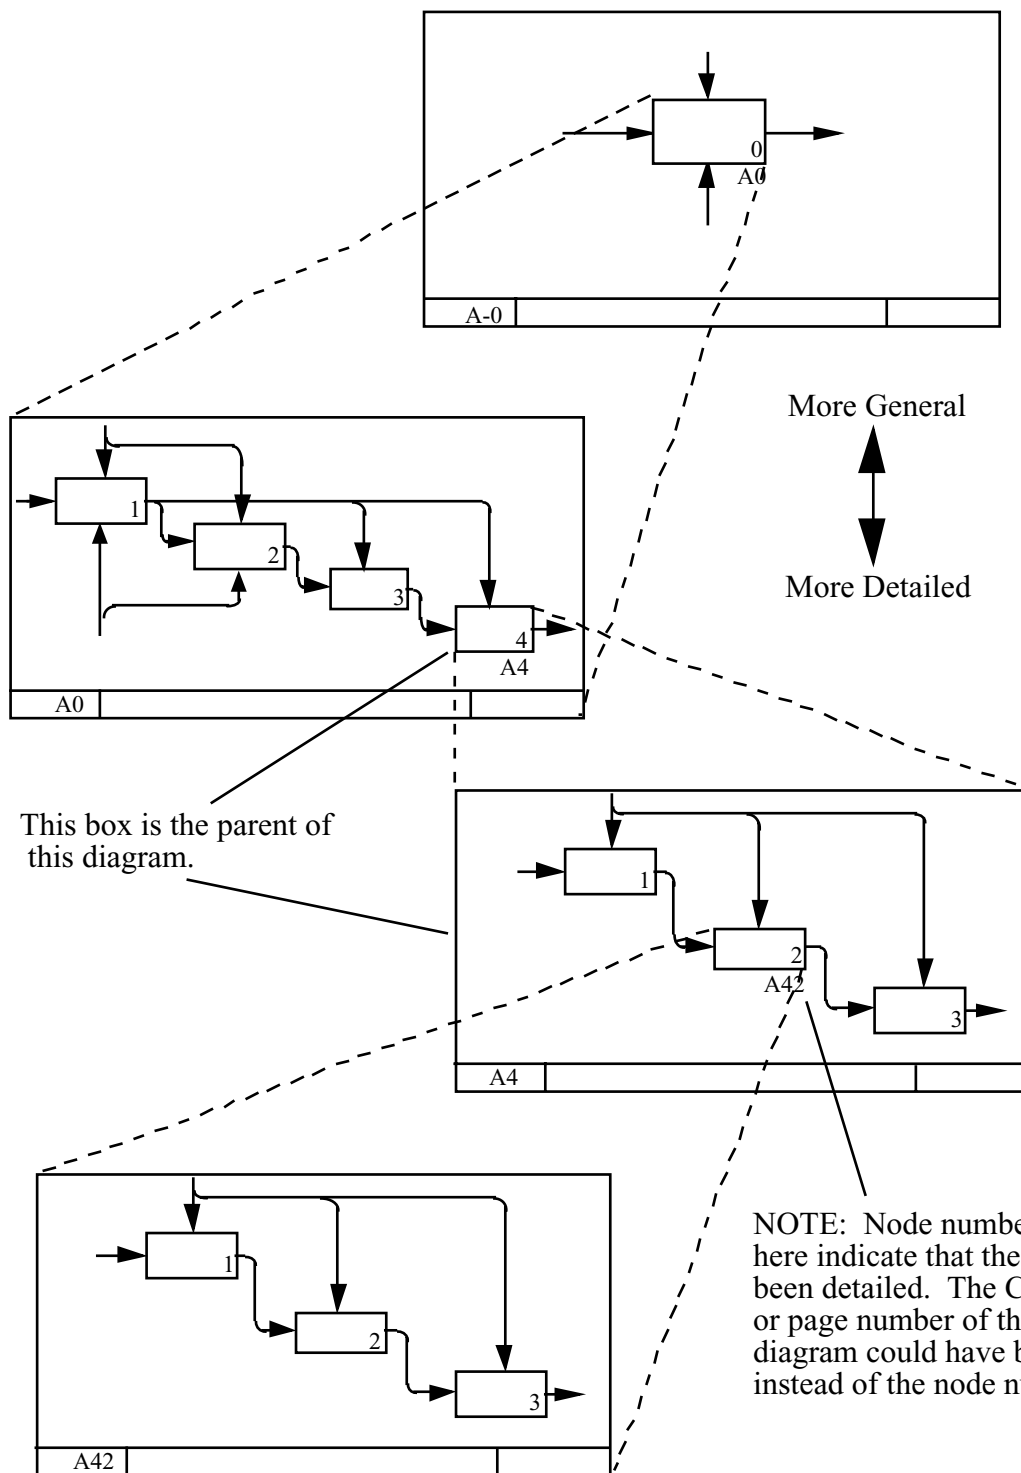 0
A0
A-0
More General
More Detailed
1
2
3
4
A4
A0
This box is the parent of
this diagram.
1
2
A42
3
A4
NOTE: Node
here indicate that the
been detailed. The
or page number of
diagram could have
instead of the node
1
2
3
A42